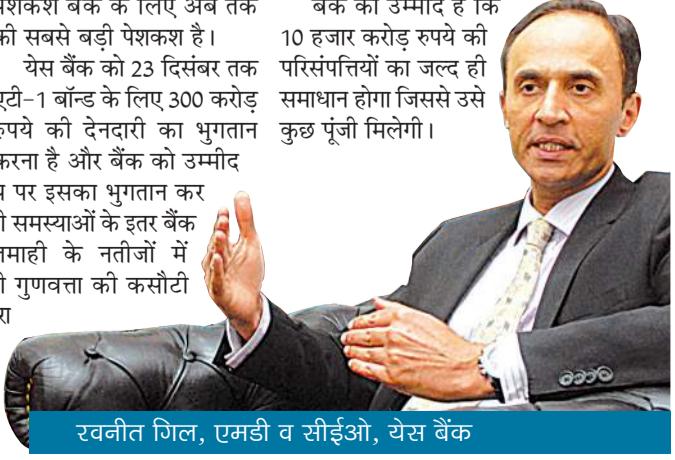 पेशकश बैंक के लिए अब तक
की सबसे बड़ी पेशकश है।
येस बैंक को 23 दिसंबर तक
एटी-1 बॉन्ड के लिए 300 करोड़
रुपये की देनदारी का भुगतान
करना है और बैंक को उम्मीद
पर इसका भुगतान कर
समस्याओं के इतर बैंक
के नतीजों में
गुणवत्ता की कसौटी
बैंक को उम्मीद है कि
10 हजार करोड़ रुपये की
परिसंपत्तियों का जल्द ही
समाधान होगा जिससे उसे
कुछ पूंजी मिलेगी।
रवनीत गिल, एमडी व सीईओ, येस बैंक